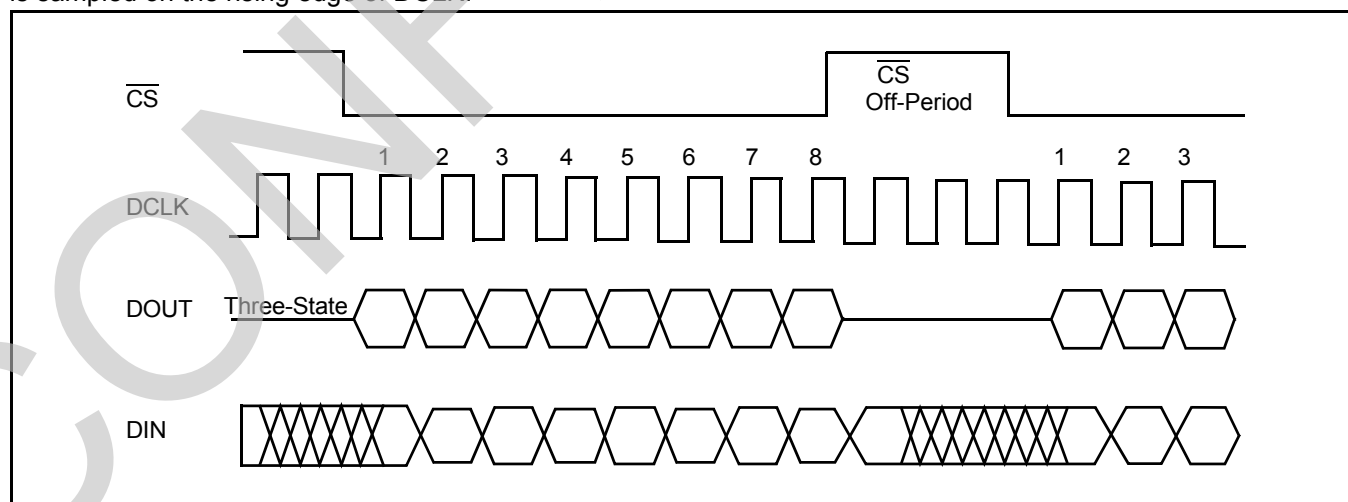 is sampled on the rising edge of DCLK.
CS
CS
Off-Period
1 2 3 4 5 6 7 8 1 2 3
DCLK
DOUT Three-State
DIN
CONF